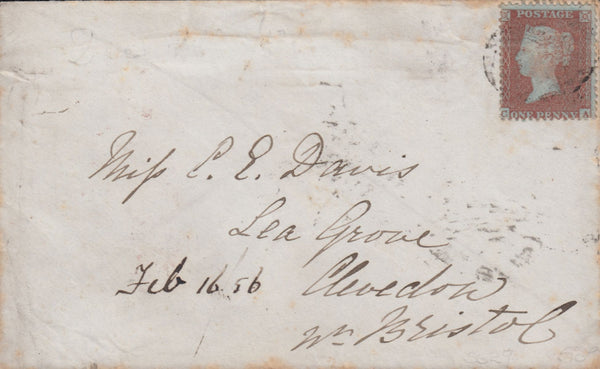 POSTAGE
ONE PENNY
Miſs C. E. Davis
Lea Grove
Feb 16 56
Clevedon
nr. Bristol